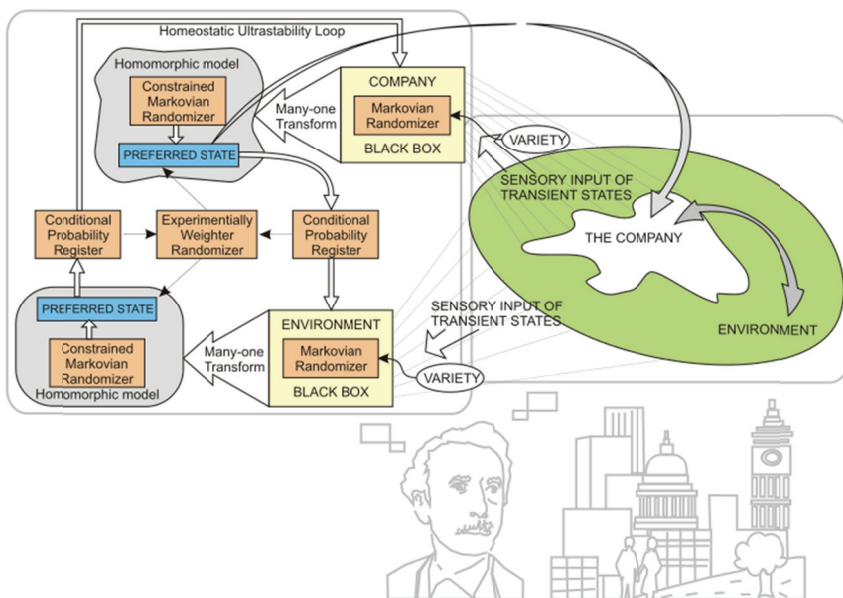 Homeostatic Ultrastability Loop
Homomorphic model
Constrained
Markovian
Randomizer
PREFERRED STATE
Many-one
Transform
COMPANY
Markovian
Randomizer
BLACK BOX
VARIETY
SENSORY INPUT OF
TRANSIENT STATES
THE COMPANY
ENVIRONMENT
Conditional
Probability
Register
Experimentially
Weighter
Randomizer
Conditional
Probability
Register
PREFERRED STATE
Constrained
Markovian
Randomizer
Homomorphic model
Many-one
Transform
ENVIRONMENT
Markovian
Randomizer
BLACK BOX
SENSORY INPUT OF
TRANSIENT STATES
VARIETY